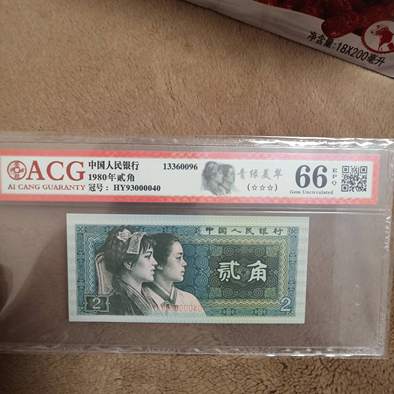 净含量:18X200毫升
ACG
AI CANG GUARANTY
中国人民银行
1980年贰角
冠号: HY93000040
13360096
青绿美翠
(☆☆☆)
66
EPQ
Gem Uncirculated
中国人民银行
贰角
2
2
HY93000040